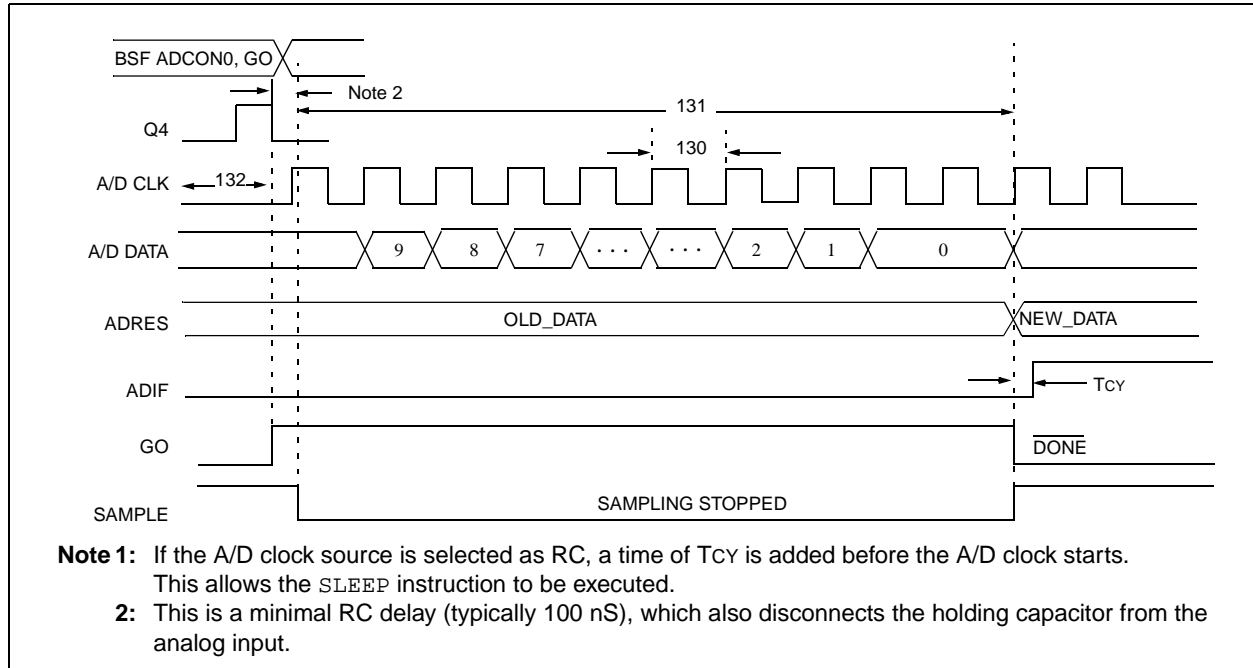 BSF ADCON0, GO
Note 2
131
Q4
130
A/D CLK
132
A/D DATA
9 8 7 . . . . . . 2 1 0
ADRES
OLD_DATA
NEW_DATA
ADIF
TCY
GO
DONE
SAMPLING STOPPED
SAMPLE
Note 1: If the A/D clock source is selected as RC, a time of TCY is added before the A/D clock starts.
This allows the SLEEP instruction to be executed.
2: This is a minimal RC delay (typically 100 nS), which also disconnects the holding capacitor from the
analog input.